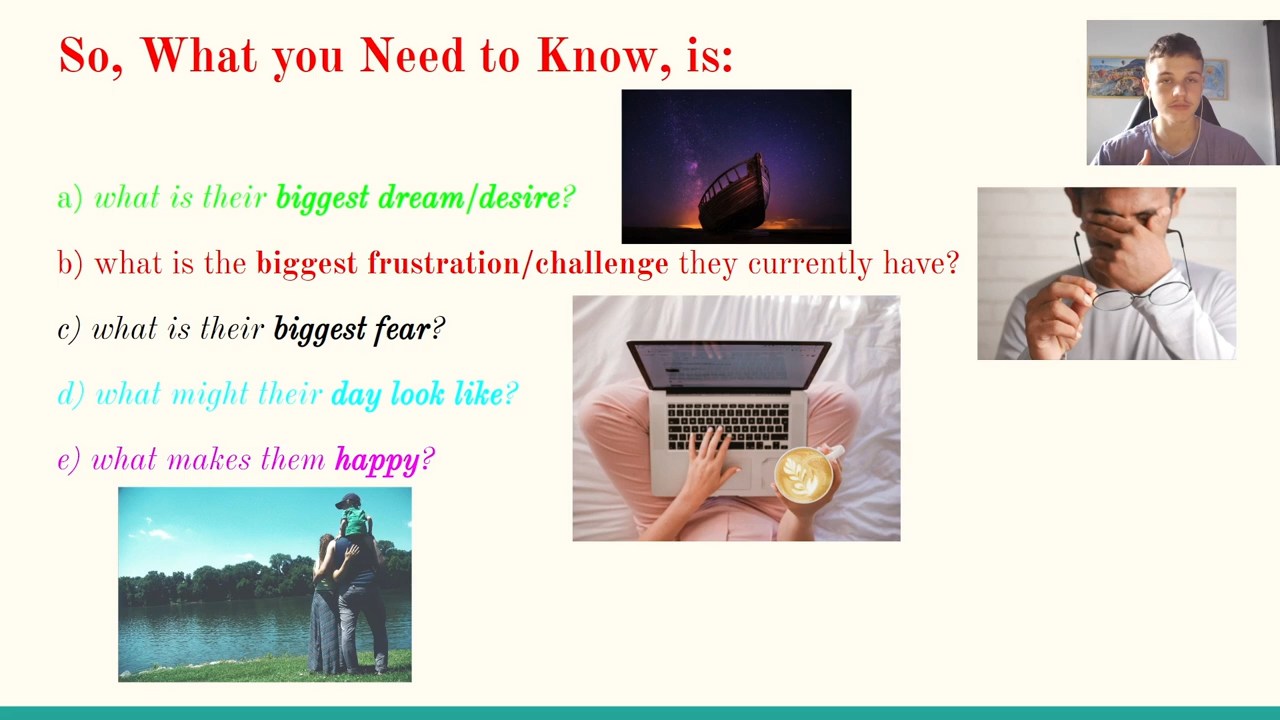 So, What you Need to Know, is:
a) what is their biggest dream/desire?
b) what is the biggest frustration/challenge they currently have?
c) what is their biggest fear?
d) what might their day look like?
e) what makes them happy?